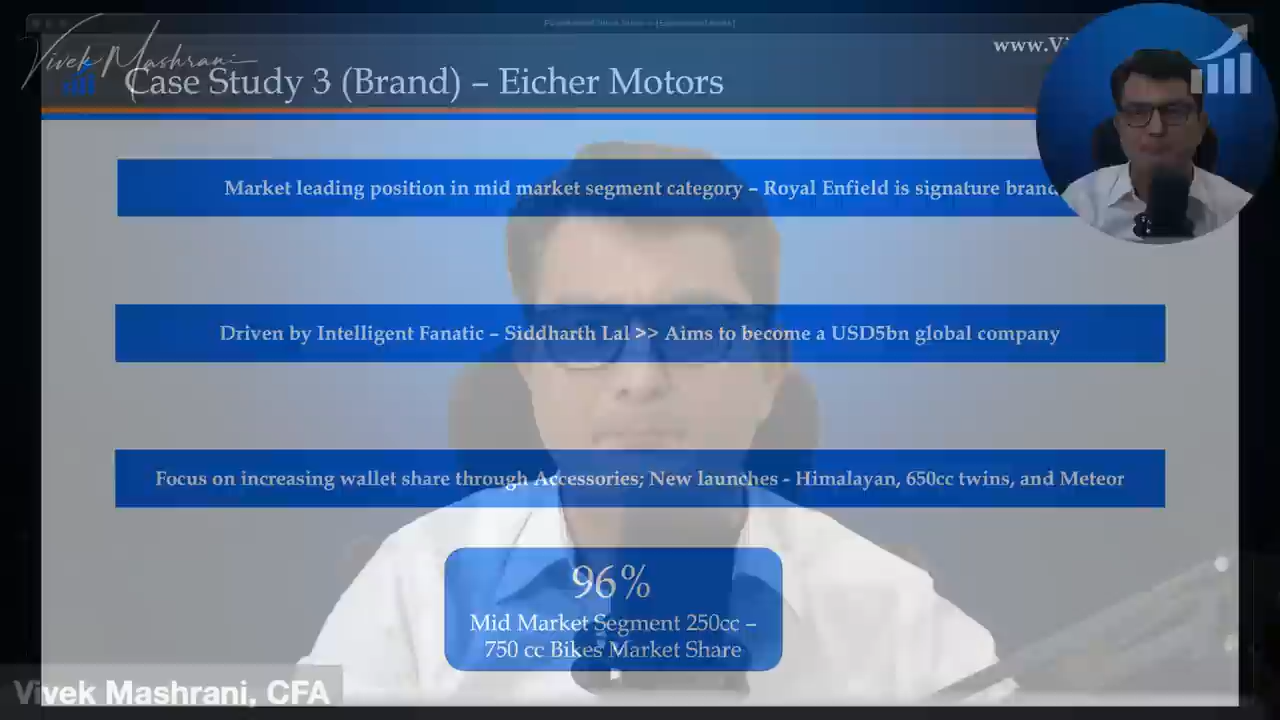 Vivek Mashrani
www.Vi
Case Study 3 (Brand) – Eicher Motors
Market leading position in mid market segment category – Royal Enfield is signature brand
Driven by Intelligent Fanatic – Siddharth Lal >> Aims to become a USD5bn global company
Focus on increasing wallet share through Accessories; New launches - Himalayan, 650cc twins, and Meteor
96%
Mid Market Segment 250cc –
750 cc Bikes Market Share
Vivek Mashrani, CFA